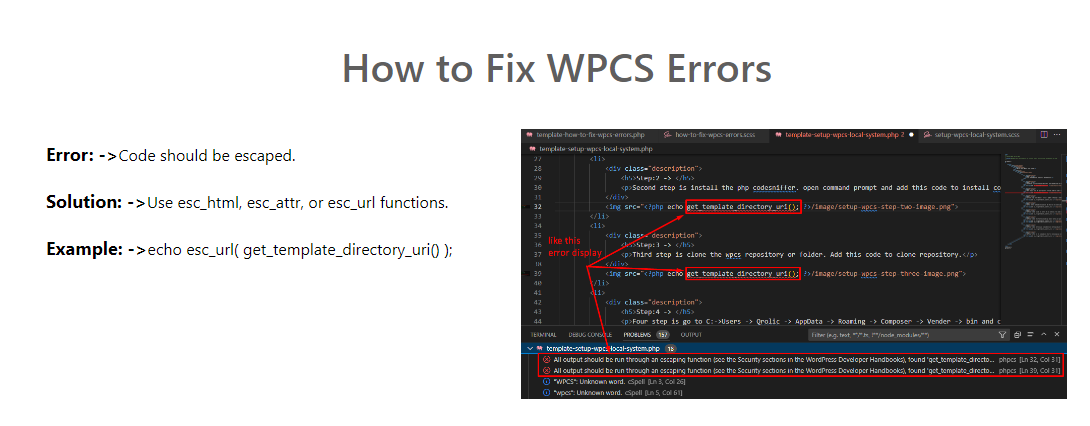 How to Fix WPCS Errors
Error: ->Code should be escaped.
Solution: ->Use esc_html, esc_attr, or esc_url functions.
Example: ->echo esc_url( get_template_directory_uri() );
template-how-to-fix-wpcs-errors.php how-to-fix-wpcs-errors.scss template-setup-wpcs-local-system.php 2 setup-wpcs-local-system.scss
template-setup-wpcs-local-system.php
27 <li>
28 <div class="description">
29 <h5>Step:2 -> </h5>
30 <p>Second step is install the php codesniffer. open command prompt and add this code to install co
31 </div>
32 <img src="<?php echo get_template_directory_uri(); ?>/image/setup-wpcs-step-two-image.png">
33 </li>
34 <li>
35 <div class="description">
36 <h5>Step:3 -> </h5>
37 <p>Third step is clone the wpcs repository or folder. Add this code to clone repository.</p>
38 </div>
39 <img src="<?php echo get_template_directory_uri(); ?>/image/setup-wpcs-step-three-image.png">
40 </li>
41 <li>
42 <div class="description">
43 <h5>Step:4 -> </h5>
44 <p>Four step is go to C:->Users -> Qrolic -> AppData -> Roaming -> Composer -> Vender -> bin and c
like this
error display
TERMINAL DEBUG CONSOLE PROBLEMS 157 OUTPUT Filter (e.g. text, **/*.ts, !**/node_modules/**)
template-setup-wpcs-local-system.php 18
All output should be run through an escaping function (see the Security sections in the WordPress Developer Handbooks), found 'get_template_directo... phpcs [Ln 32, Col 31]
All output should be run through an escaping function (see the Security sections in the WordPress Developer Handbooks), found 'get_template_directo... phpcs [Ln 39, Col 31]
"WPCS": Unknown word. cSpell [Ln 3, Col 26]
"wpcs": Unknown word. cSpell [Ln 5, Col 61]